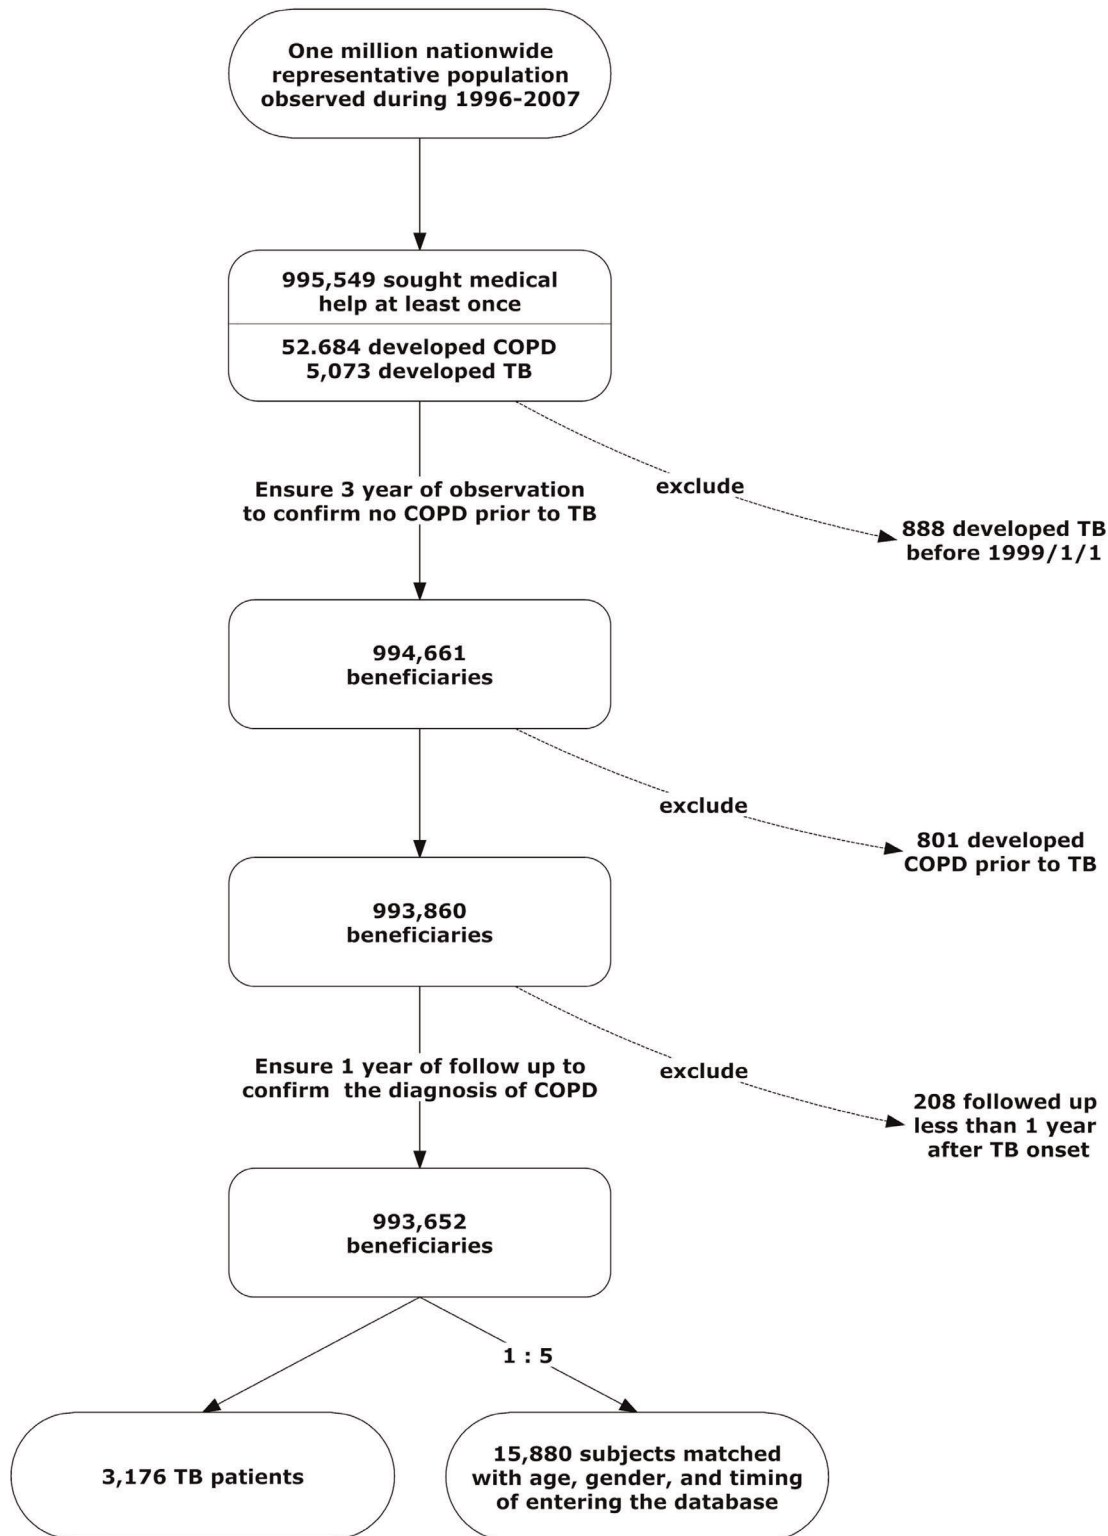 One million nationwide
representative population
observed during 1996-2007
995,549 sought medical
help at least once
52.684 developed COPD
5,073 developed TB
Ensure 3 year of observation
to confirm no COPD prior to TB
exclude
888 developed TB
before 1999/1/1
994,661
beneficiaries
exclude
801 developed
COPD prior to TB
993,860
beneficiaries
Ensure 1 year of follow up to
confirm the diagnosis of COPD
exclude
208 followed up
less than 1 year
after TB onset
993,652
beneficiaries
1 : 5
3,176 TB patients
15,880 subjects matched
with age, gender, and timing
of entering the database